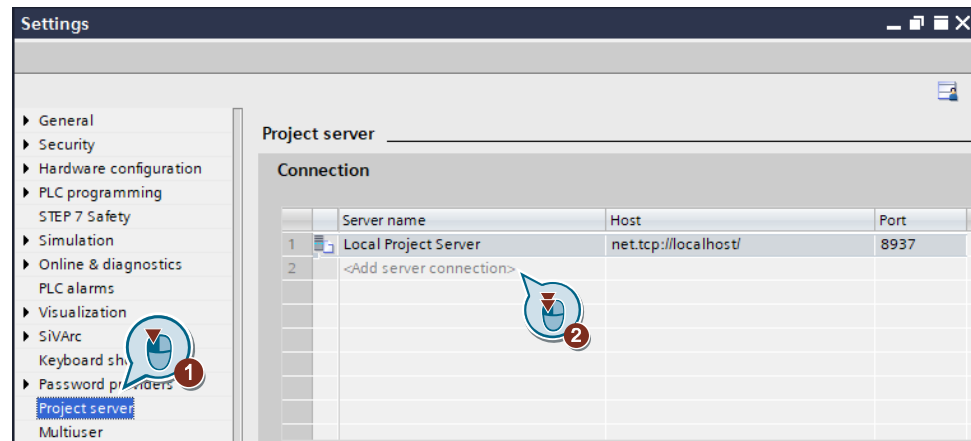 Settings
General
Security
Hardware configuration
PLC programming
STEP 7 Safety
Simulation
Online & diagnostics
PLC alarms
Visualization
SiVArc
Keyboard
Password
Project server
Multiuser
1
Project server
Connection
Server name Host Port
1 Local Project Server net.tcp://localhost/ 8937
2 <Add server connection>
2